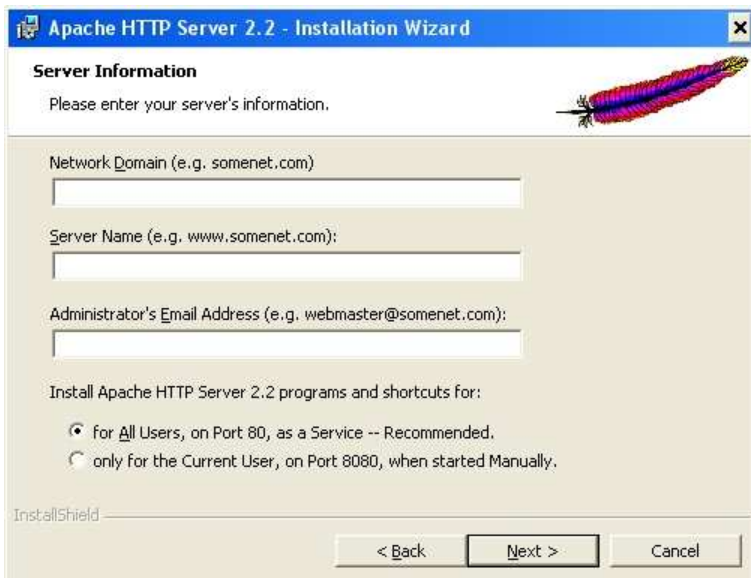 Apache HTTP Server 2.2 - Installation Wizard
Server Information
Please enter your server's information.
Network Domain (e.g. somenet.com)
Server Name (e.g. www.somenet.com):
Administrator's Email Address (e.g. webmaster@somenet.com):
Install Apache HTTP Server 2.2 programs and shortcuts for:
for All Users, on Port 80, as a Service -- Recommended.
only for the Current User, on Port 8080, when started Manually.
InstallShield
< Back Next > Cancel